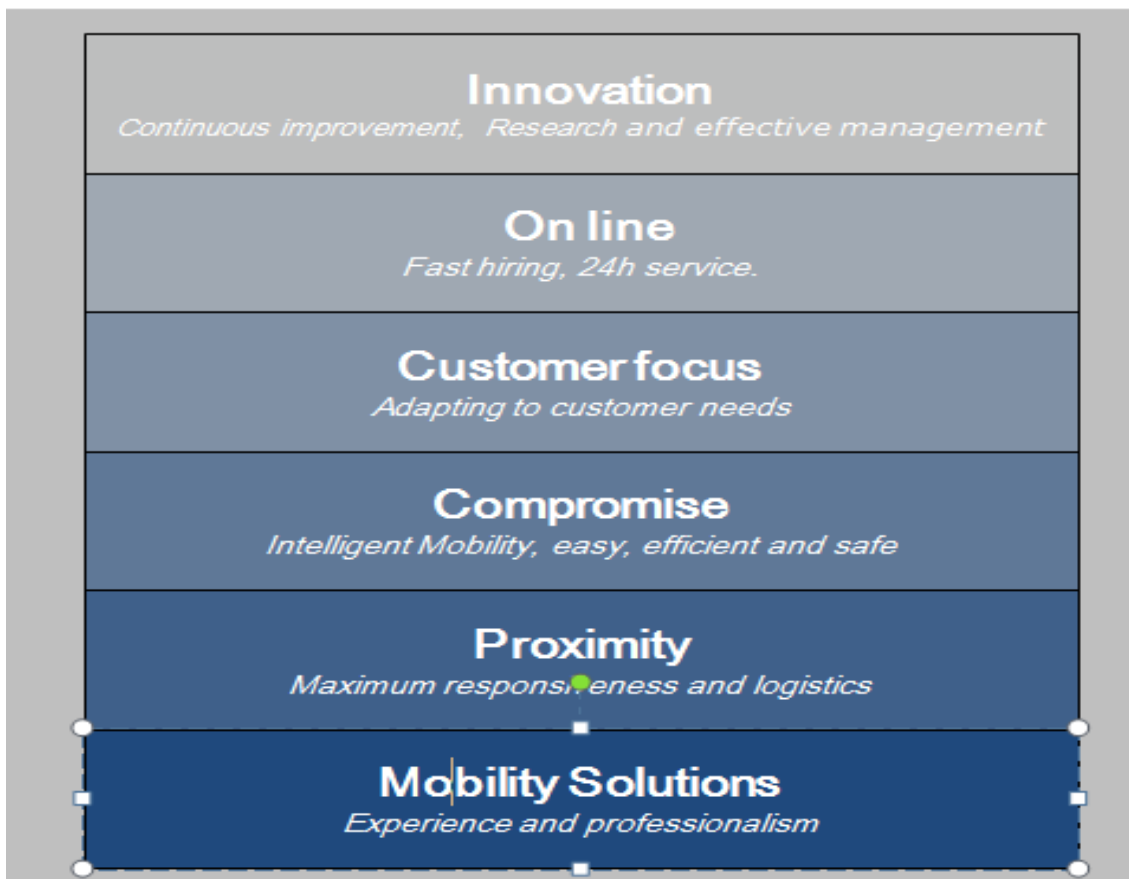 Innovation
Continuous improvement, Research and effective management
On line
Fast hiring, 24h service.
Customer focus
Adapting to customer needs
Compromise
Intelligent Mobility, easy, efficient and safe
Proximity
Maximum responsiveness and logistics
Mobility Solutions
Experience and professionalism